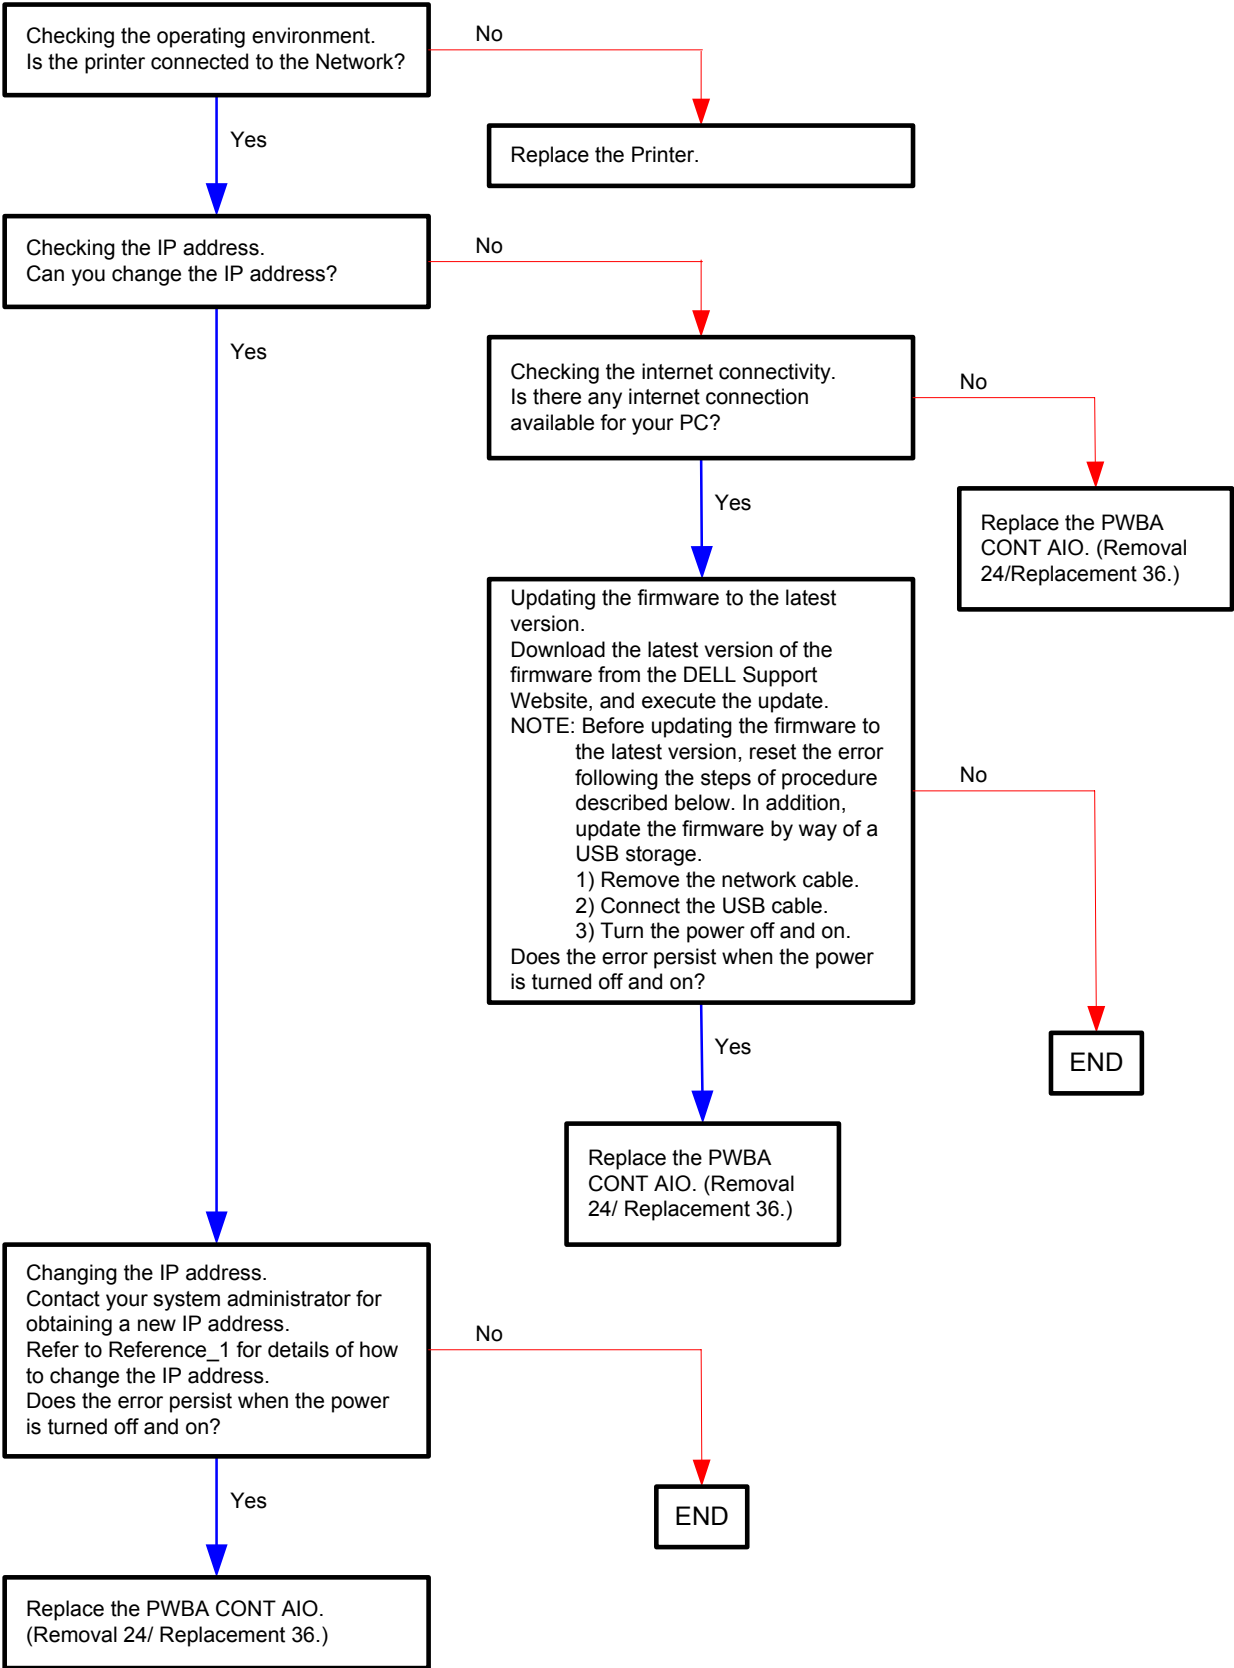 Checking the operating environment.
Is the printer connected to the Network?
No
Yes
Replace the Printer.
Checking the IP address.
Can you change the IP address?
No
Yes
Checking the internet connectivity.
Is there any internet connection
available for your PC?
No
Yes
Replace the PWBA
CONT AIO. (Removal
24/Replacement 36.)
Updating the firmware to the latest
version.
Download the latest version of the
firmware from the DELL Support
Website, and execute the update.
NOTE: Before updating the firmware to
the latest version, reset the error
following the steps of procedure
described below. In addition,
update the firmware by way of a
USB storage.
1) Remove the network cable.
2) Connect the USB cable.
3) Turn the power off and on.
Does the error persist when the power
is turned off and on?
No
Yes
END
Replace the PWBA
CONT AIO. (Removal
24/ Replacement 36.)
Changing the IP address.
Contact your system administrator for
obtaining a new IP address.
Refer to Reference_1 for details of how
to change the IP address.
Does the error persist when the power
is turned off and on?
No
Yes
END
Replace the PWBA CONT AIO.
(Removal 24/ Replacement 36.)